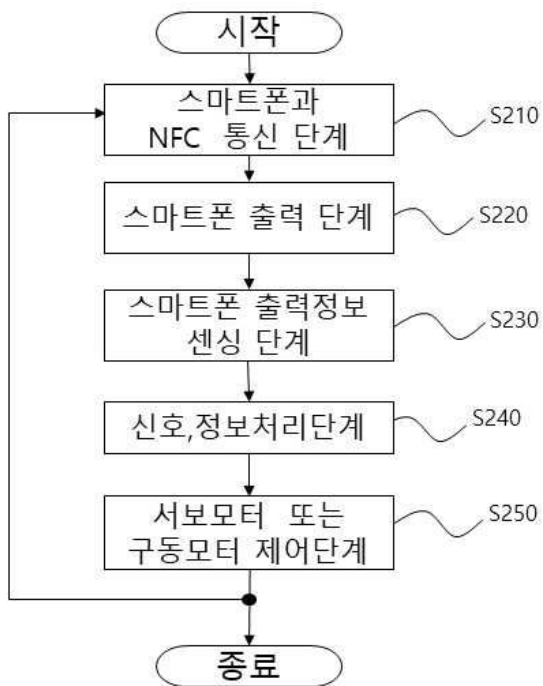 시작
스마트폰과
NFC 통신 단계
S210
스마트폰 출력 단계
S220
스마트폰 출력정보
센싱 단계
S230
신호,정보처리단계
S240
서보모터 또는
구동모터 제어단계
S250
종료